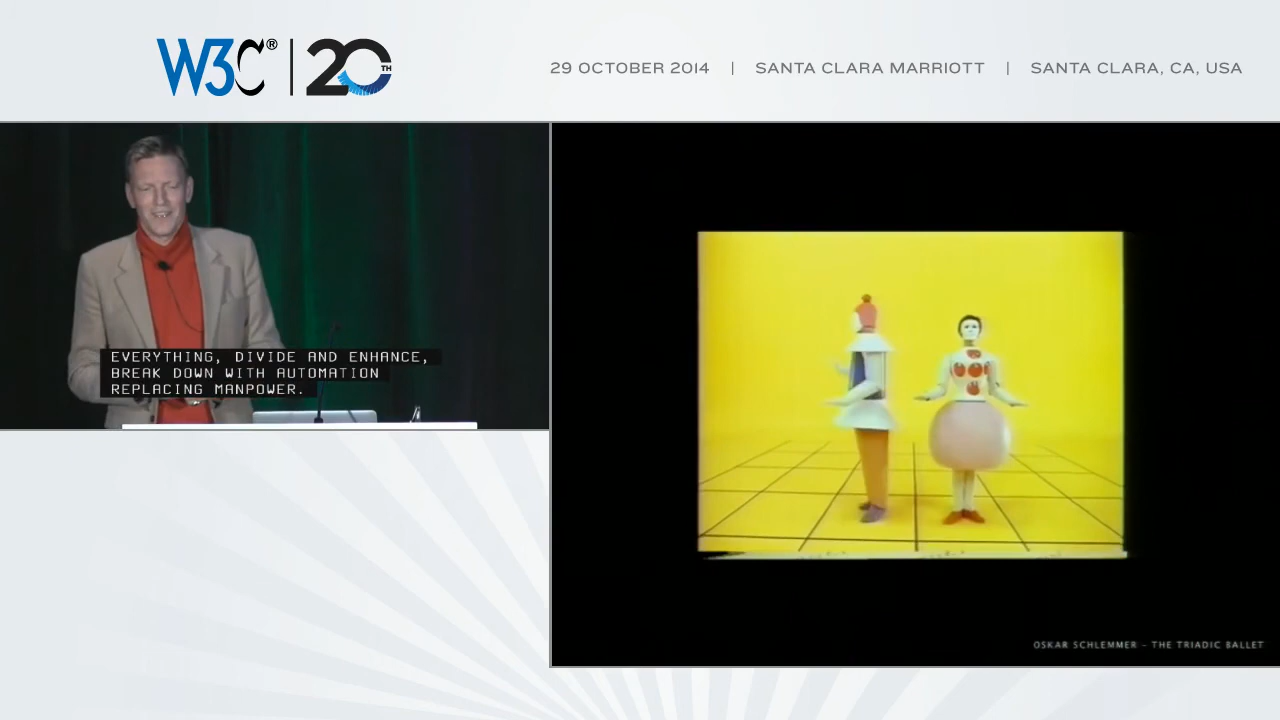 W3C® | 20TH
29 OCTOBER 2014 | SANTA CLARA MARRIOTT | SANTA CLARA, CA, USA
EVERYTHING, DIVIDE AND ENHANCE,
BREAK DOWN WITH AUTOMATION
REPLACING MANPOWER.
OSKAR SCHLEMMER - THE TRIADIC BALLET